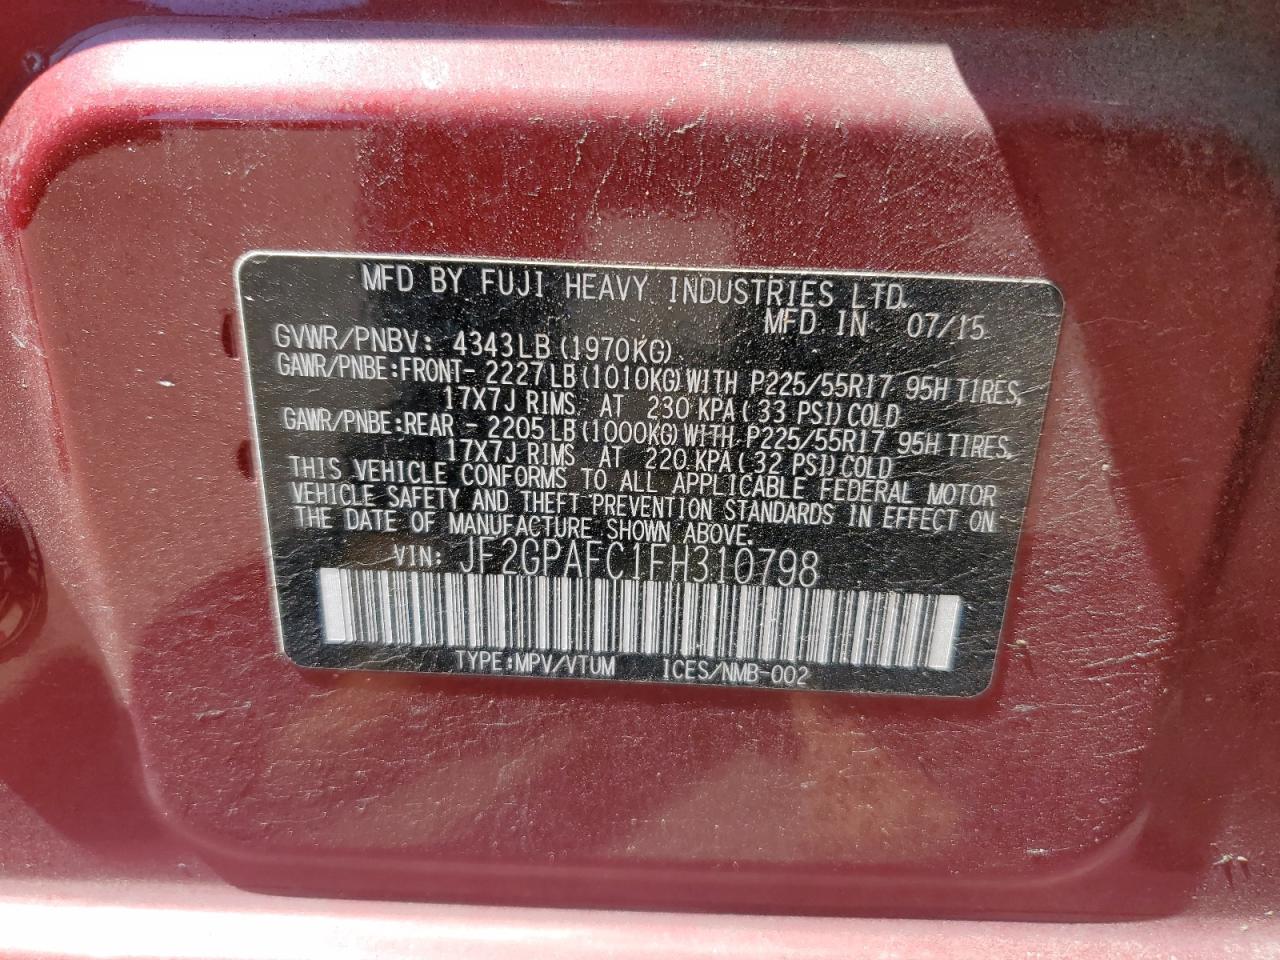 MFD BY FUJI HEAVY INDUSTRIES LTD.
MFD IN 07/15
GVWR/PNBV: 4343LB (1970KG)
GAWR/PNBE:FRONT- 2227LB (1010KG) WITH P225/55R17 95H TIRES,
17X7J RIMS AT 230 KPA (33 PSI) COLD
GAWR/PNBE:REAR - 2205LB (1000KG) WITH P225/55R17 95H TIRES,
17X7J RIMS AT 220 KPA (32 PSI) COLD
THIS VEHICLE CONFORMS TO ALL APPLICABLE FEDERAL MOTOR
VEHICLE SAFETY AND THEFT PREVENTION STANDARDS IN EFFECT ON
THE DATE OF MANUFACTURE SHOWN ABOVE.
VIN: JF2GPAFC1FH310798
TYPE:MPV/VTUM ICES/NMB-002